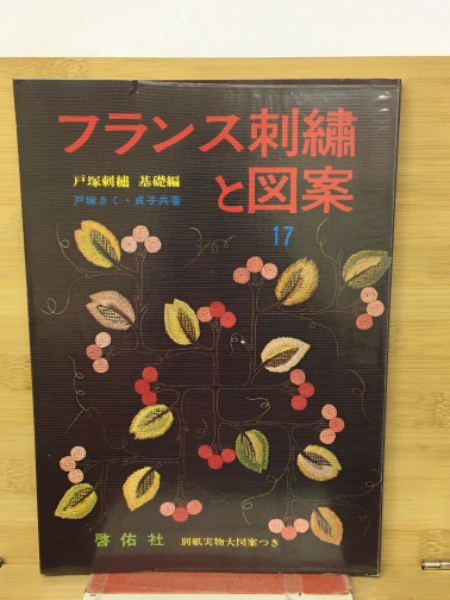 フランス刺繍
と図案
戸塚刺繍 基礎編
戸塚きく・貞子共著
17
啓佑社 別紙実物大図案つき